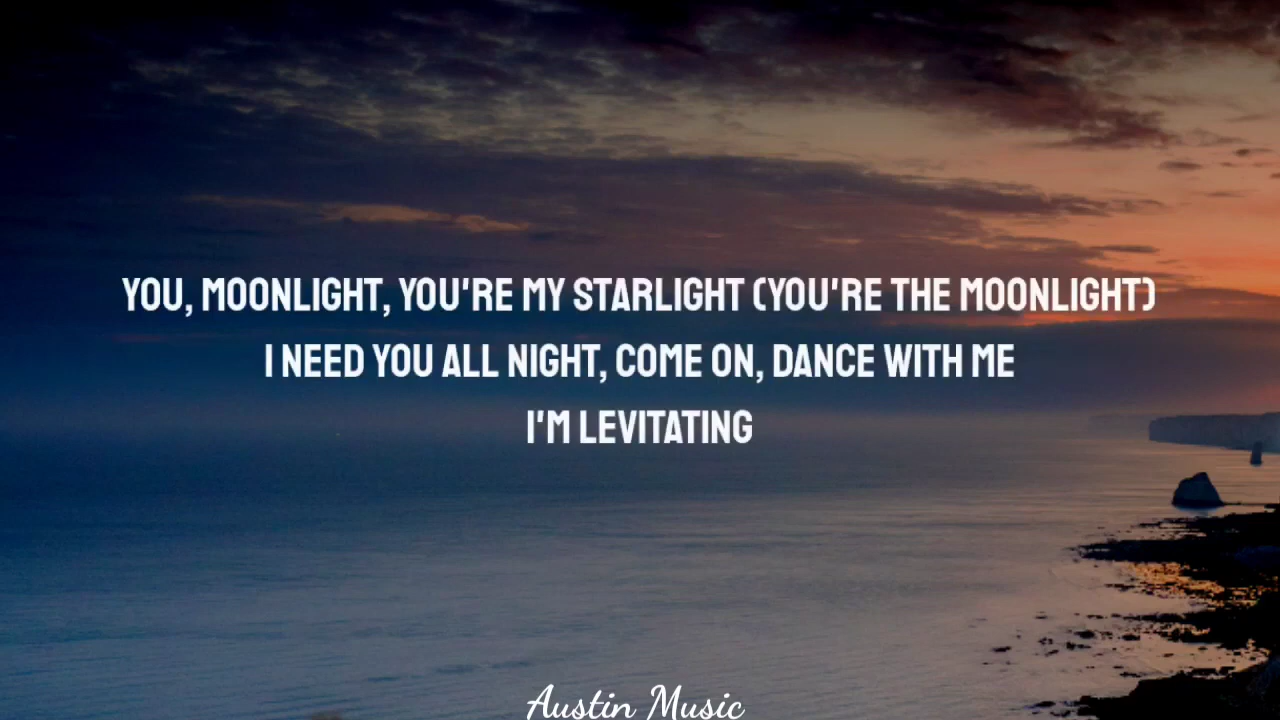 YOU, MOONLIGHT, YOU'RE MY STARLIGHT (YOU'RE THE MOONLIGHT)
I NEED YOU ALL NIGHT, COME ON, DANCE WITH ME
I'M LEVITATING
Austin Music